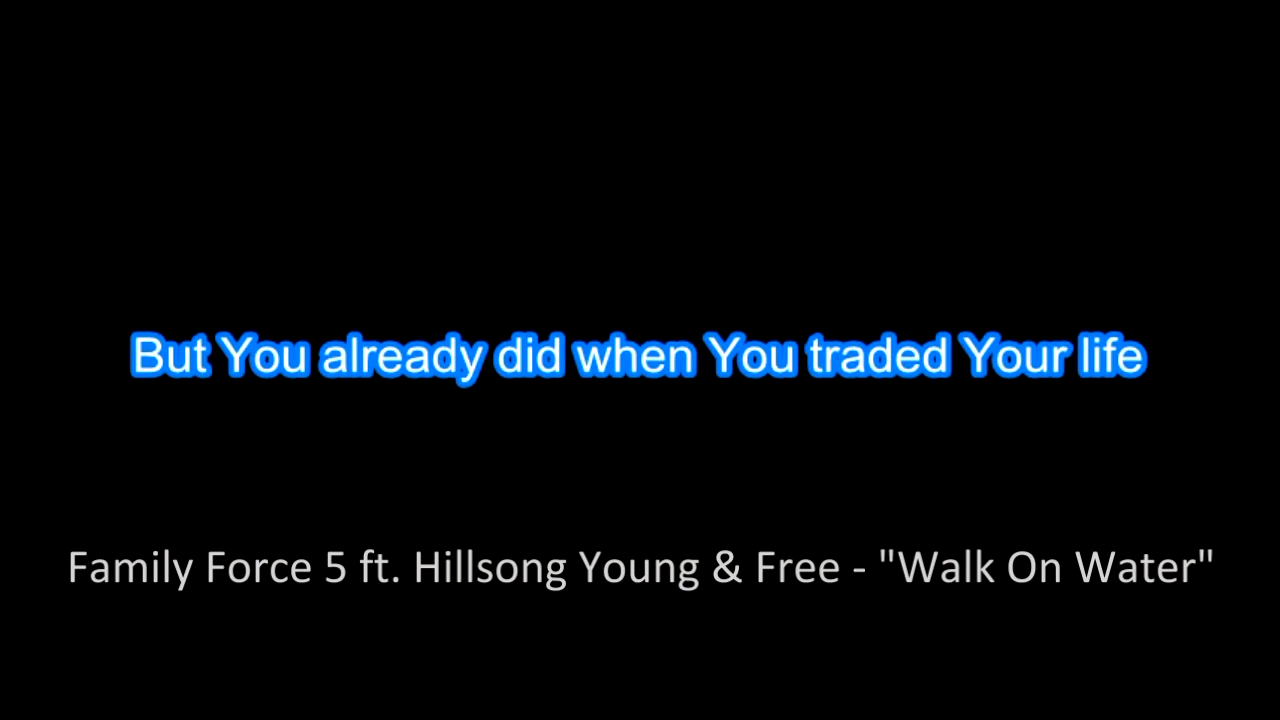 But You already did when You traded Your life
Family Force 5 ft. Hillsong Young & Free - "Walk On Water"